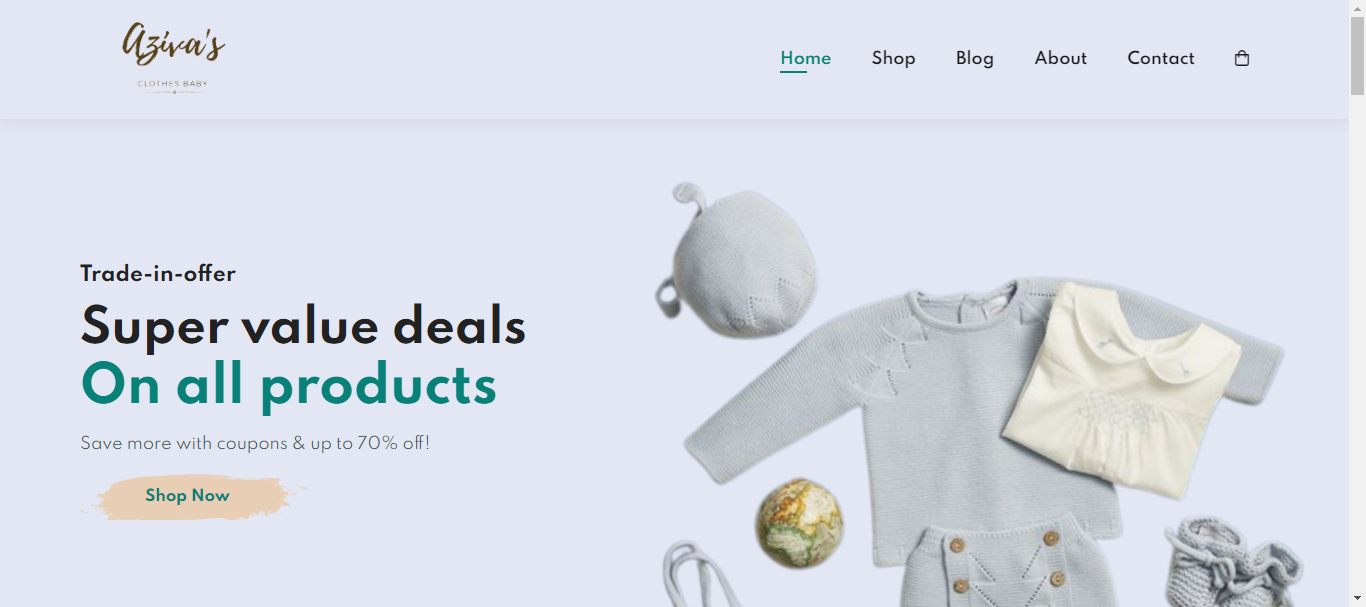 Aziva's
CLOTHES BABY
Home Shop Blog About Contact
Trade-in-offer
Super value deals
On all products
Save more with coupons & up to 70% off!
Shop Now